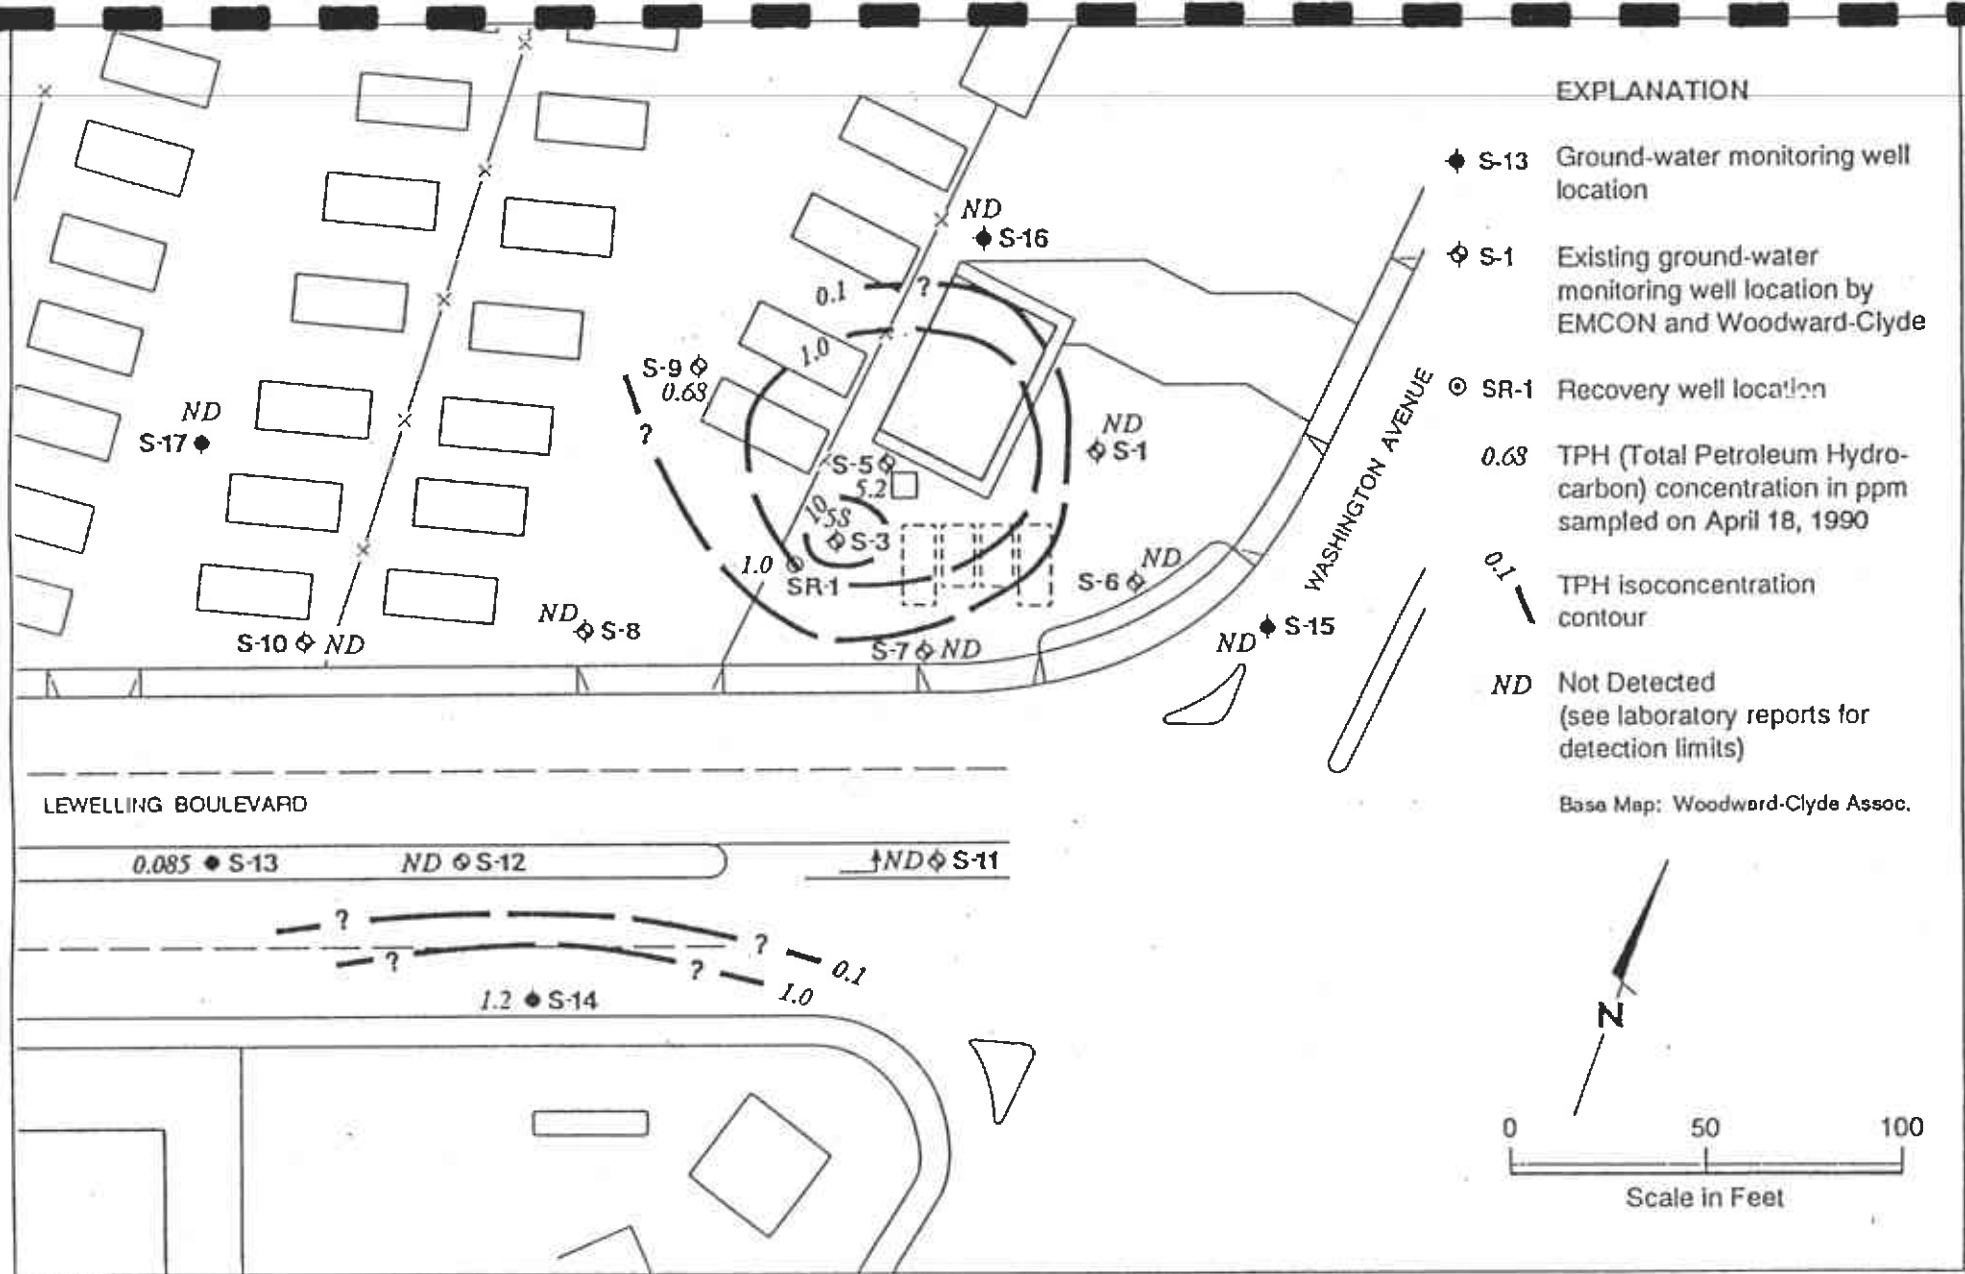 EXPLANATION
S-13 Ground-water monitoring well
location
S-1 Existing ground-water
monitoring well location by
EMCON and Woodward-Clyde
SR-1 Recovery well location
0.68 TPH (Total Petroleum Hydro-
carbon) concentration in ppm
sampled on April 18, 1990
0.1
TPH isoconcentration
contour
ND Not Detected
(see laboratory reports for
detection limits)
Base Map: Woodward-Clyde Assoc.
N
0 50 100
Scale in Feet
ND
S-16
0.1 ?
1.0
S-9
0.68
?
ND
S-17
S-5
5.2
ND
S-1
10
58
S-3
1.0
SR-1
ND
S-6
ND S-8
S-10 ND
S-7 ND
ND S-15
WASHINGTON AVENUE
LEWELLING BOULEVARD
0.085 S-13
ND S-12
ND S-11
? ? 0.1
? ? 1.0
1.2 S-14